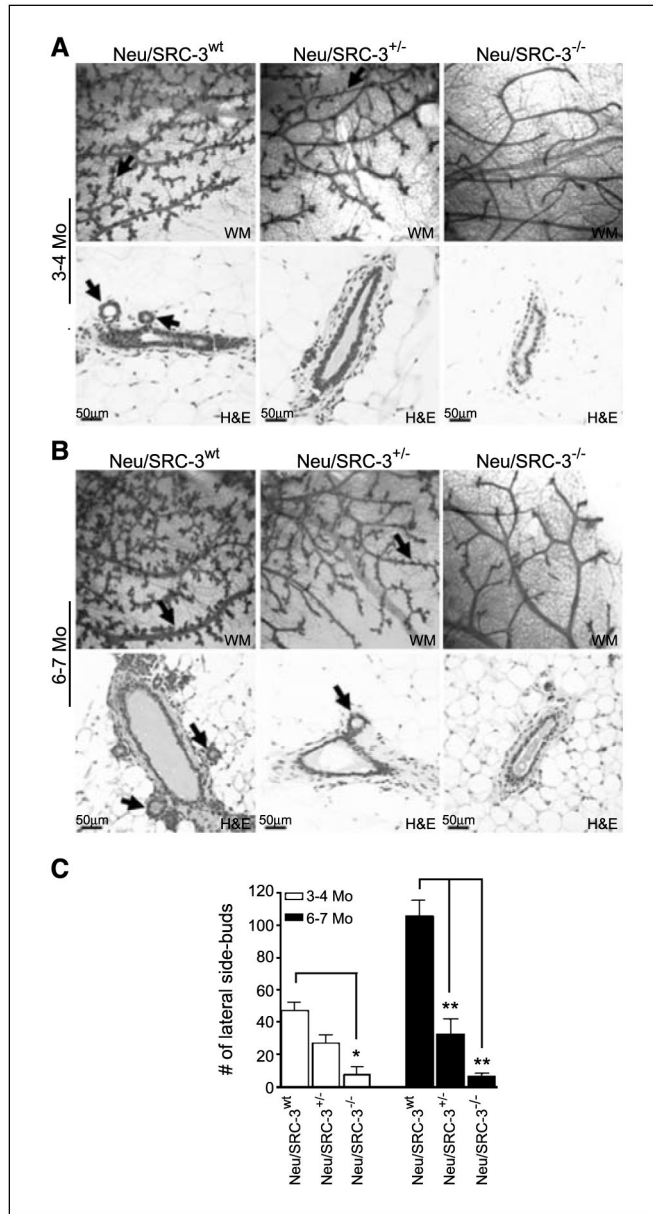 A
Neu/SRC-3wt Neu/SRC-3+/- Neu/SRC-3-/-
3-4 Mo
WM WM WM
50µm H&E 50µm H&E 50µm H&E
B
Neu/SRC-3wt Neu/SRC-3+/- Neu/SRC-3-/-
6-7 Mo
WM WM WM
50µm H&E 50µm H&E 50µm H&E
C
# of lateral side-buds
120
100
80
60
40
20
0
3-4 Mo
6-7 Mo
* ** **
Neu/SRC-3wt
Neu/SRC-3+/-
Neu/SRC-3-/-
Neu/SRC-3wt
Neu/SRC-3+/-
Neu/SRC-3-/-